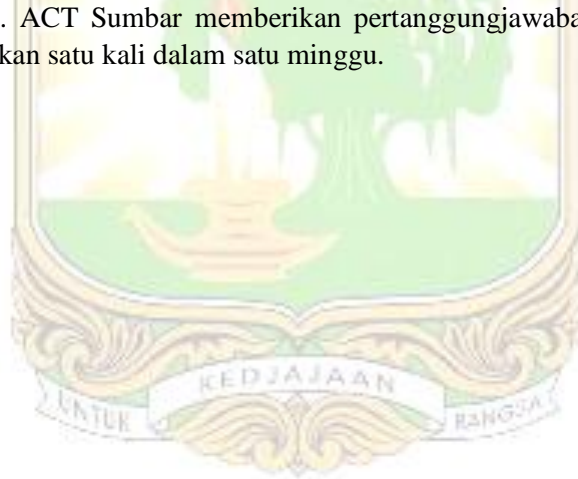 . ACT Sumbar memberikan pertanggungjawaba
kan satu kali dalam satu minggu.
UNTUK KEDJAJAAN BANGSA